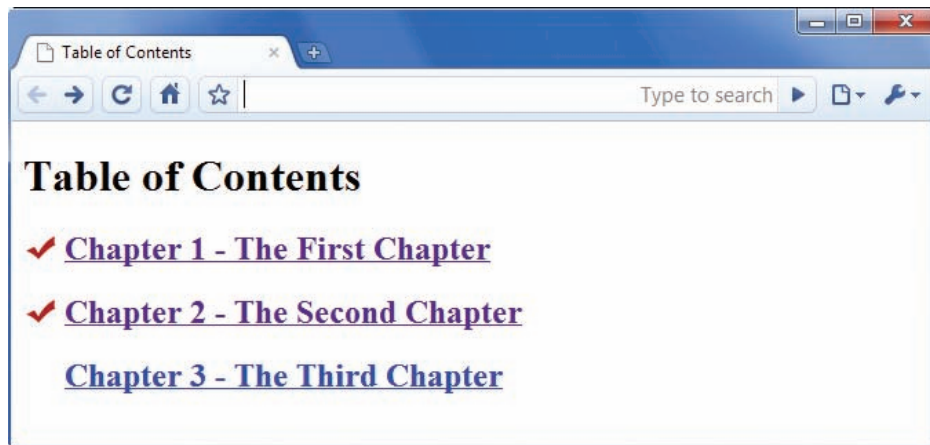 Table of Contents
Type to search
Table of Contents
Chapter 1 - The First Chapter
Chapter 2 - The Second Chapter
Chapter 3 - The Third Chapter